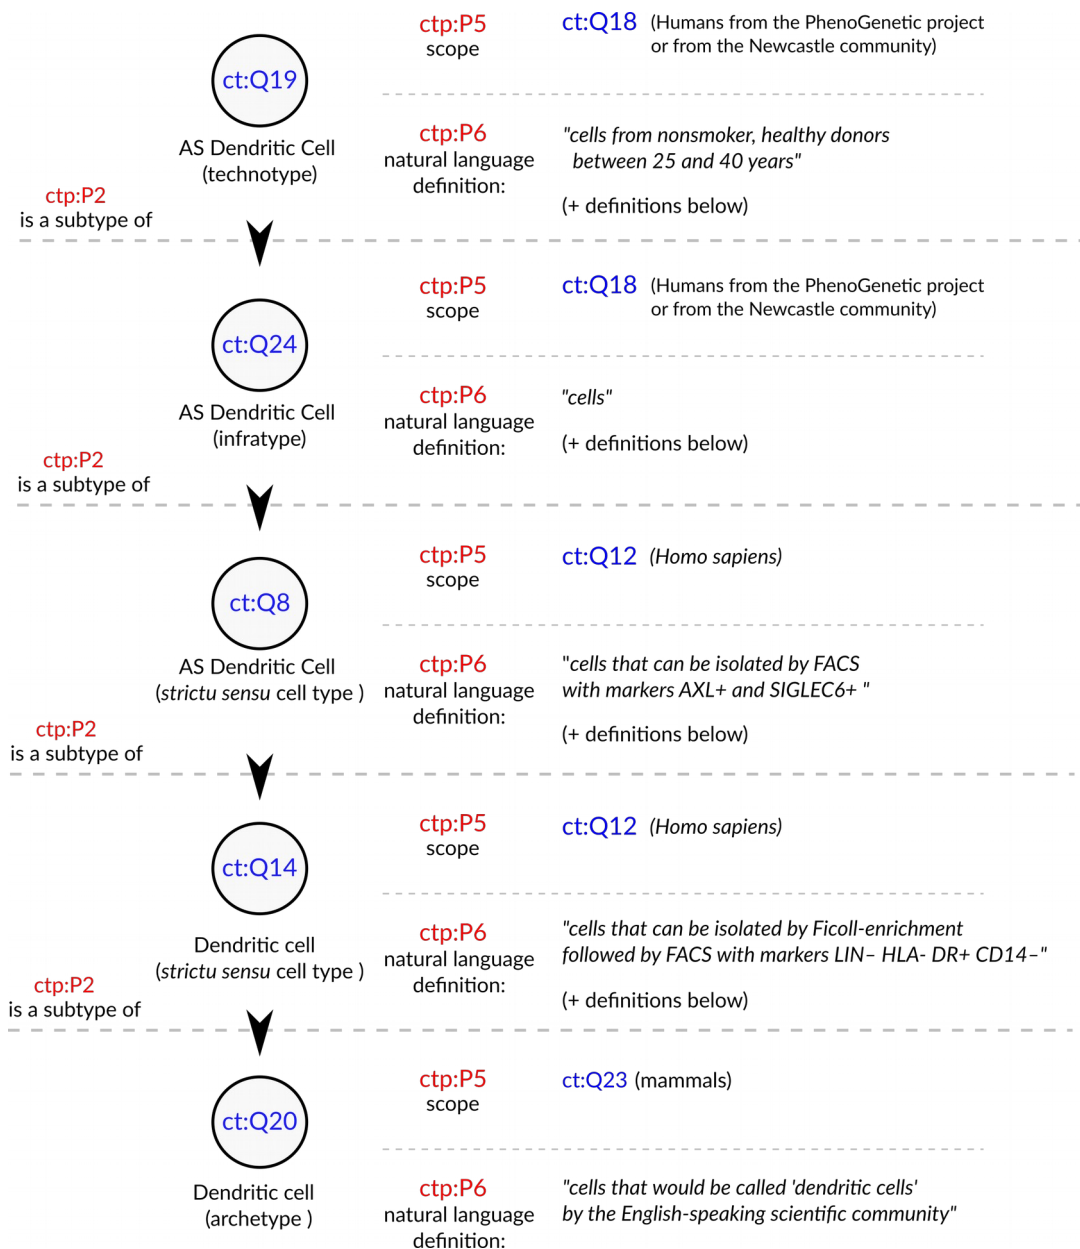 ctp:P5
scope
ct:Q18 (Humans from the PhenoGenetic project
or from the Newcastle community)
ct:Q19
AS Dendritic Cell
(technotype)
ctp:P6
natural language
definition:
"cells from nonsmoker, healthy donors
between 25 and 40 years"
(+ definitions below)
ctp:P2
is a subtype of
ctp:P5
scope
ct:Q18 (Humans from the PhenoGenetic project
or from the Newcastle community)
ct:Q24
AS Dendritic Cell
(infratype)
ctp:P6
natural language
definition:
"cells"
(+ definitions below)
ctp:P2
is a subtype of
ctp:P5
scope
ct:Q12 (Homo sapiens)
ct:Q8
AS Dendritic Cell
(strictu sensu cell type )
ctp:P6
natural language
definition:
"cells that can be isolated by FACS
with markers AXL+ and SIGLEC6+ "
(+ definitions below)
ctp:P2
is a subtype of
ctp:P5
scope
ct:Q12 (Homo sapiens)
ct:Q14
Dendritic cell
(strictu sensu cell type )
ctp:P6
natural language
definition:
"cells that can be isolated by Ficoll-enrichment
followed by FACS with markers LIN– HLA- DR+ CD14–"
(+ definitions below)
ctp:P2
is a subtype of
ctp:P5
scope
ct:Q23 (mammals)
ct:Q20
Dendritic cell
(archetype )
ctp:P6
natural language
definition:
"cells that would be called 'dendritic cells'
by the English-speaking scientific community"